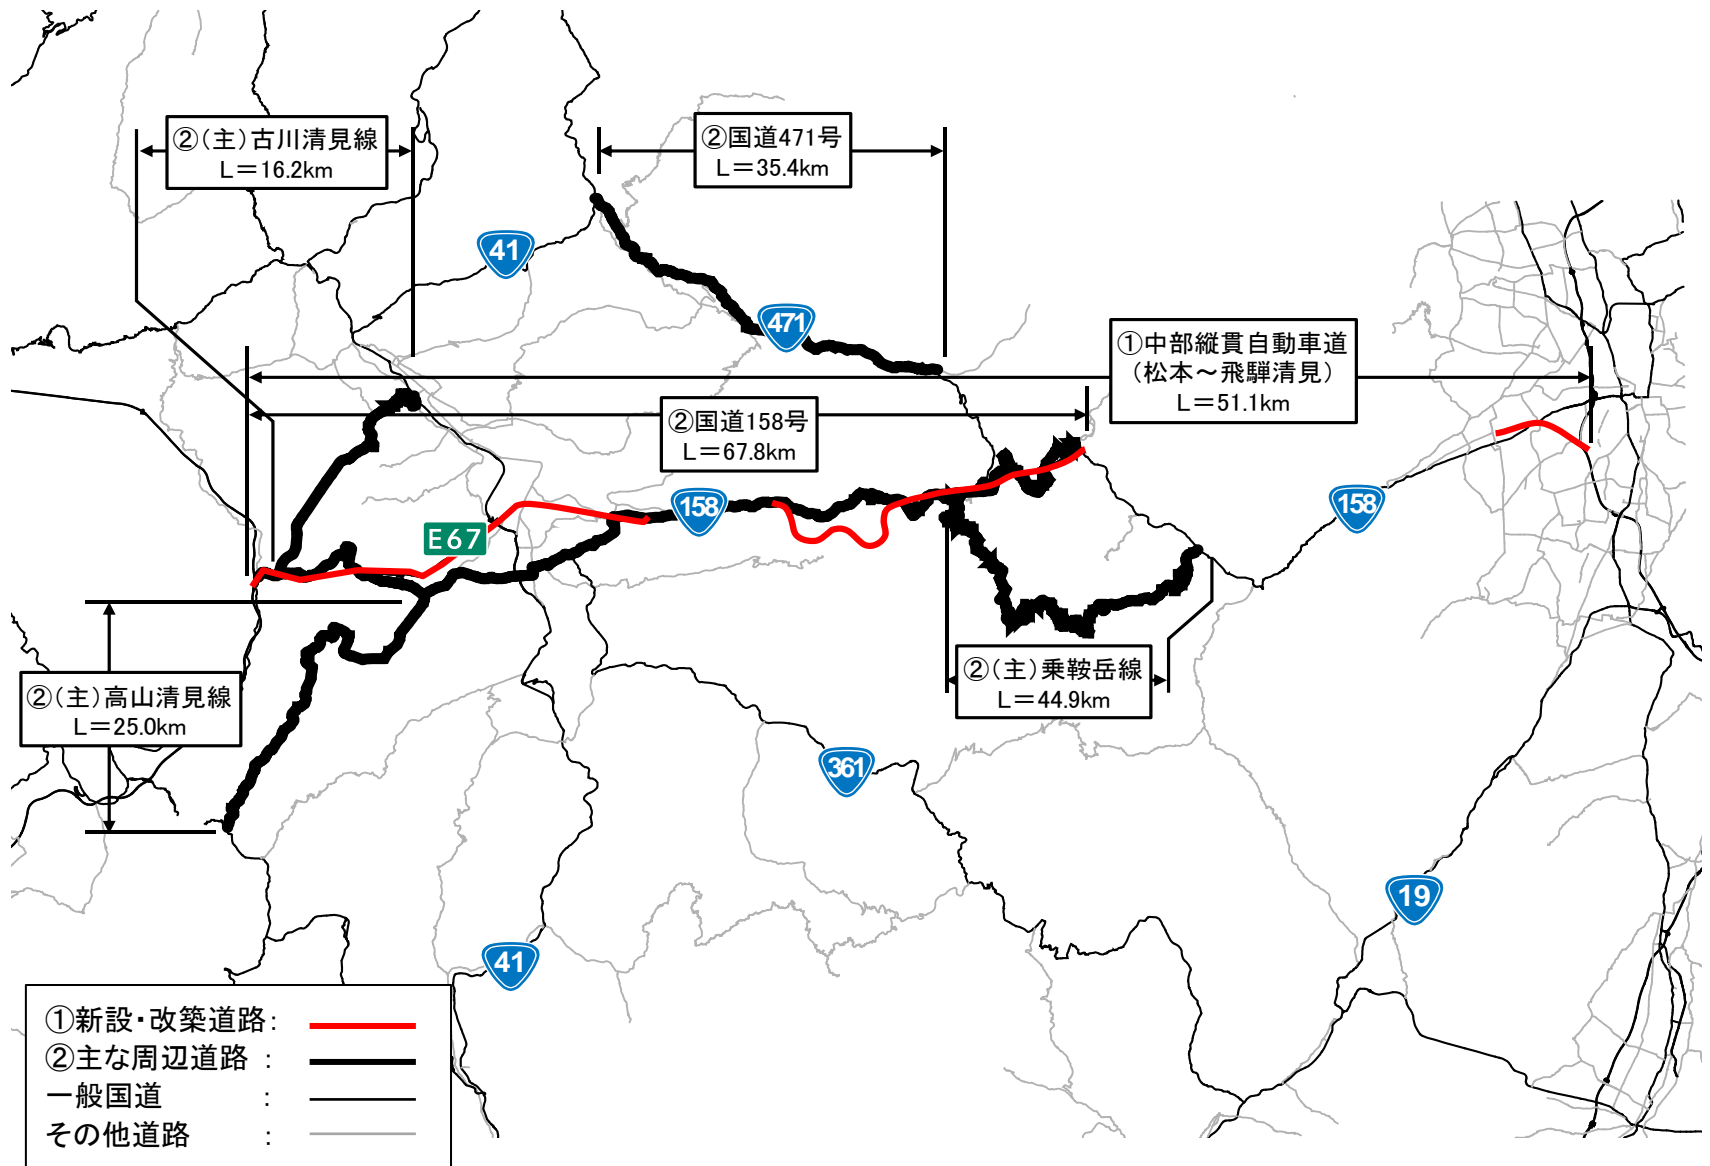 ②(主)古川清見線
L=16.2km
②国道471号
L=35.4km
41
471
①中部縦貫自動車道
(松本～飛騨清見)
L=51.1km
②国道158号
L=67.8km
158
158
E67
②(主)高山清見線
L=25.0km
②(主)乗鞍岳線
L=44.9km
361
19
41
①新設・改築道路:
②主な周辺道路 :
一般国道 :
その他道路 :